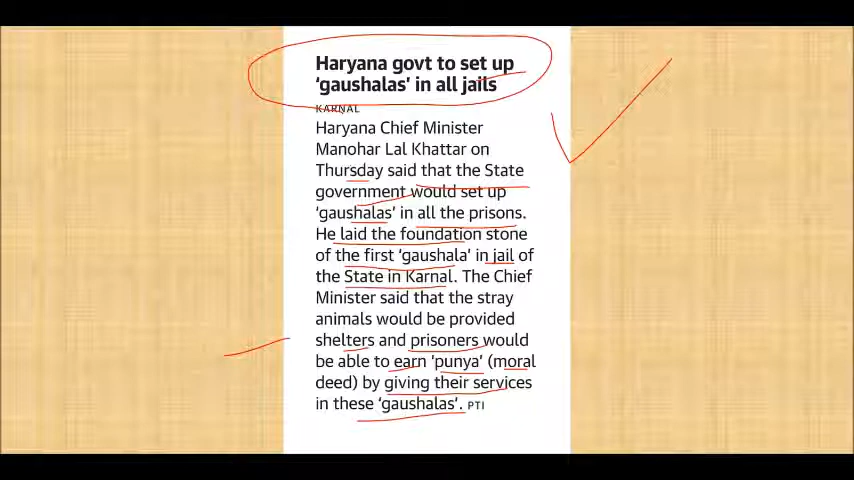 Haryana govt to set up
‘gaushalas’ in all jails
KARNAL
Haryana Chief Minister
Manohar Lal Khattar on
Thursday said that the State
government would set up
‘gaushalas’ in all the prisons.
He laid the foundation stone
of the first ‘gaushala’ in jail of
the State in Karnal. The Chief
Minister said that the stray
animals would be provided
shelters and prisoners would
be able to earn ‘punya’ (moral
deed) by giving their services
in these ‘gaushalas’. PTI